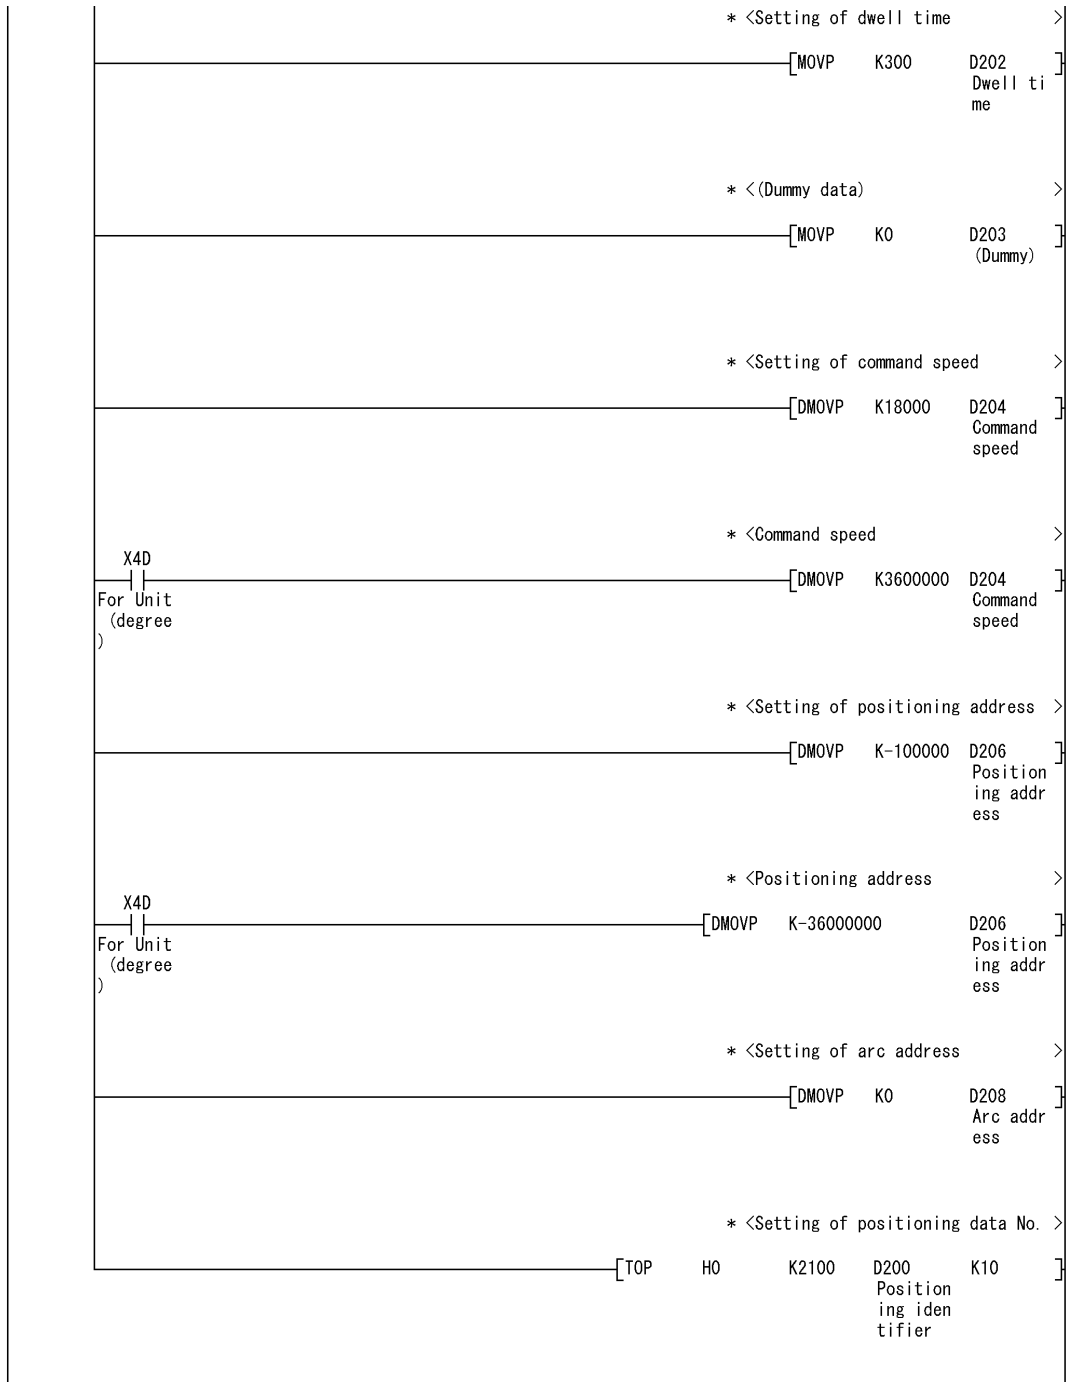 * <Setting of dwell time >
[MOVP K300 D202 ]
Dwell ti
me
* <(Dummy data) >
[MOVP K0 D203 ]
(Dummy)
* <Setting of command speed >
[DMOVP K18000 D204 ]
Command
speed
* <Command speed >
X4D
[DMOVP K3600000 D204 ]
For Unit
(degree
)
Command
speed
* <Setting of positioning address >
[DMOVP K-100000 D206 ]
Position
ing addr
ess
* <Positioning address >
X4D
[DMOVP K-36000000 D206 ]
For Unit
(degree
)
Position
ing addr
ess
* <Setting of arc address >
[DMOVP K0 D208 ]
Arc addr
ess
* <Setting of positioning data No. >
[TOP H0 K2100 D200 K10 ]
Position
ing iden
tifier